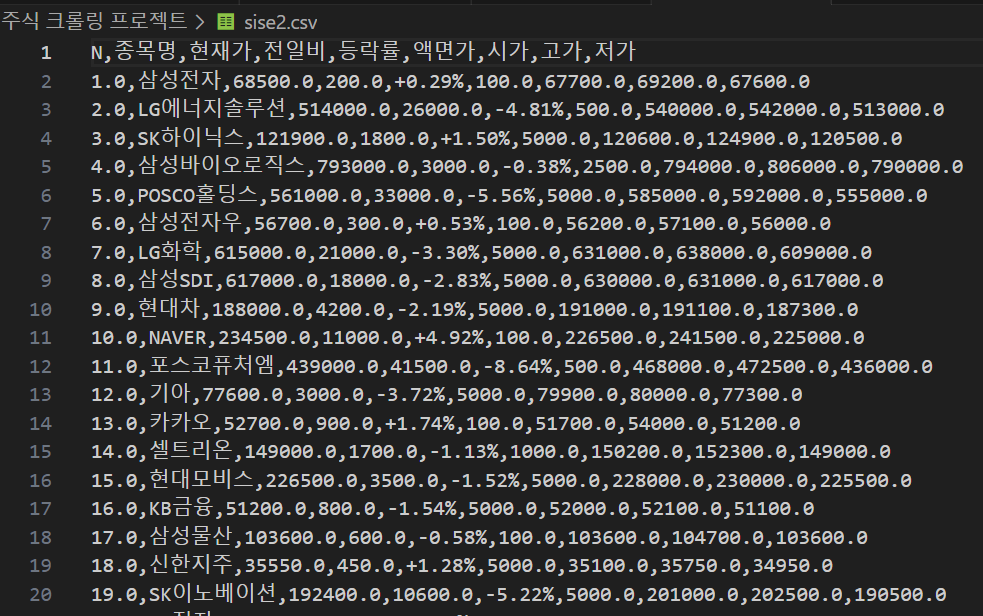 주식 크롤링 프로젝트 > sise2.csv
1 N,종목명,현재가,전일비,등락률,액면가,시가,고가,저가
2 1.0,삼성전자,68500.0,200.0,+0.29%,100.0,67700.0,69200.0,67600.0
3 2.0,LG에너지솔루션,514000.0,26000.0,-4.81%,500.0,540000.0,542000.0,513000.0
4 3.0,SK하이닉스,121900.0,1800.0,+1.50%,5000.0,120600.0,124900.0,120500.0
5 4.0,삼성바이오로직스,793000.0,3000.0,-0.38%,2500.0,794000.0,806000.0,790000.0
6 5.0,POSCO홀딩스,561000.0,33000.0,-5.56%,5000.0,585000.0,592000.0,555000.0
7 6.0,삼성전자우,56700.0,300.0,+0.53%,100.0,56200.0,57100.0,56000.0
8 7.0,LG화학,615000.0,21000.0,-3.30%,5000.0,631000.0,638000.0,609000.0
9 8.0,삼성SDI,617000.0,18000.0,-2.83%,5000.0,630000.0,631000.0,617000.0
10 9.0,현대차,188000.0,4200.0,-2.19%,5000.0,191000.0,191100.0,187300.0
11 10.0,NAVER,234500.0,11000.0,+4.92%,100.0,226500.0,241500.0,225000.0
12 11.0,포스코퓨처엠,439000.0,41500.0,-8.64%,500.0,468000.0,472500.0,436000.0
13 12.0,기아,77600.0,3000.0,-3.72%,5000.0,79900.0,80000.0,77300.0
14 13.0,카카오,52700.0,900.0,+1.74%,100.0,51700.0,54000.0,51200.0
15 14.0,셀트리온,149000.0,1700.0,-1.13%,1000.0,150200.0,152300.0,149000.0
16 15.0,현대모비스,226500.0,3500.0,-1.52%,5000.0,228000.0,230000.0,225500.0
17 16.0,KB금융,51200.0,800.0,-1.54%,5000.0,52000.0,52100.0,51100.0
18 17.0,삼성물산,103600.0,600.0,-0.58%,100.0,103600.0,104700.0,103600.0
19 18.0,신한지주,35550.0,450.0,+1.28%,5000.0,35100.0,35750.0,34950.0
20 19.0,SK이노베이션,192400.0,10600.0,-5.22%,5000.0,201000.0,202500.0,190500.0